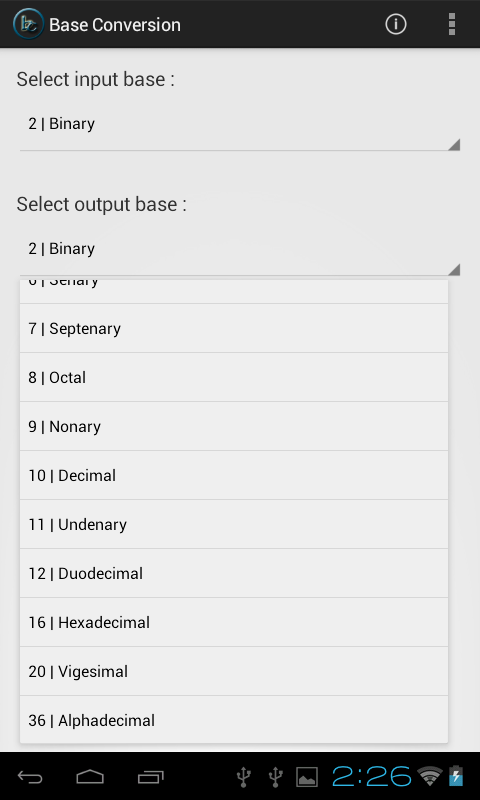 Base Conversion
Select input base :
2 | Binary
Select output base :
2 | Binary
6 | Senary
7 | Septenary
8 | Octal
9 | Nonary
10 | Decimal
11 | Undenary
12 | Duodecimal
16 | Hexadecimal
20 | Vigesimal
36 | Alphadecimal
2:26